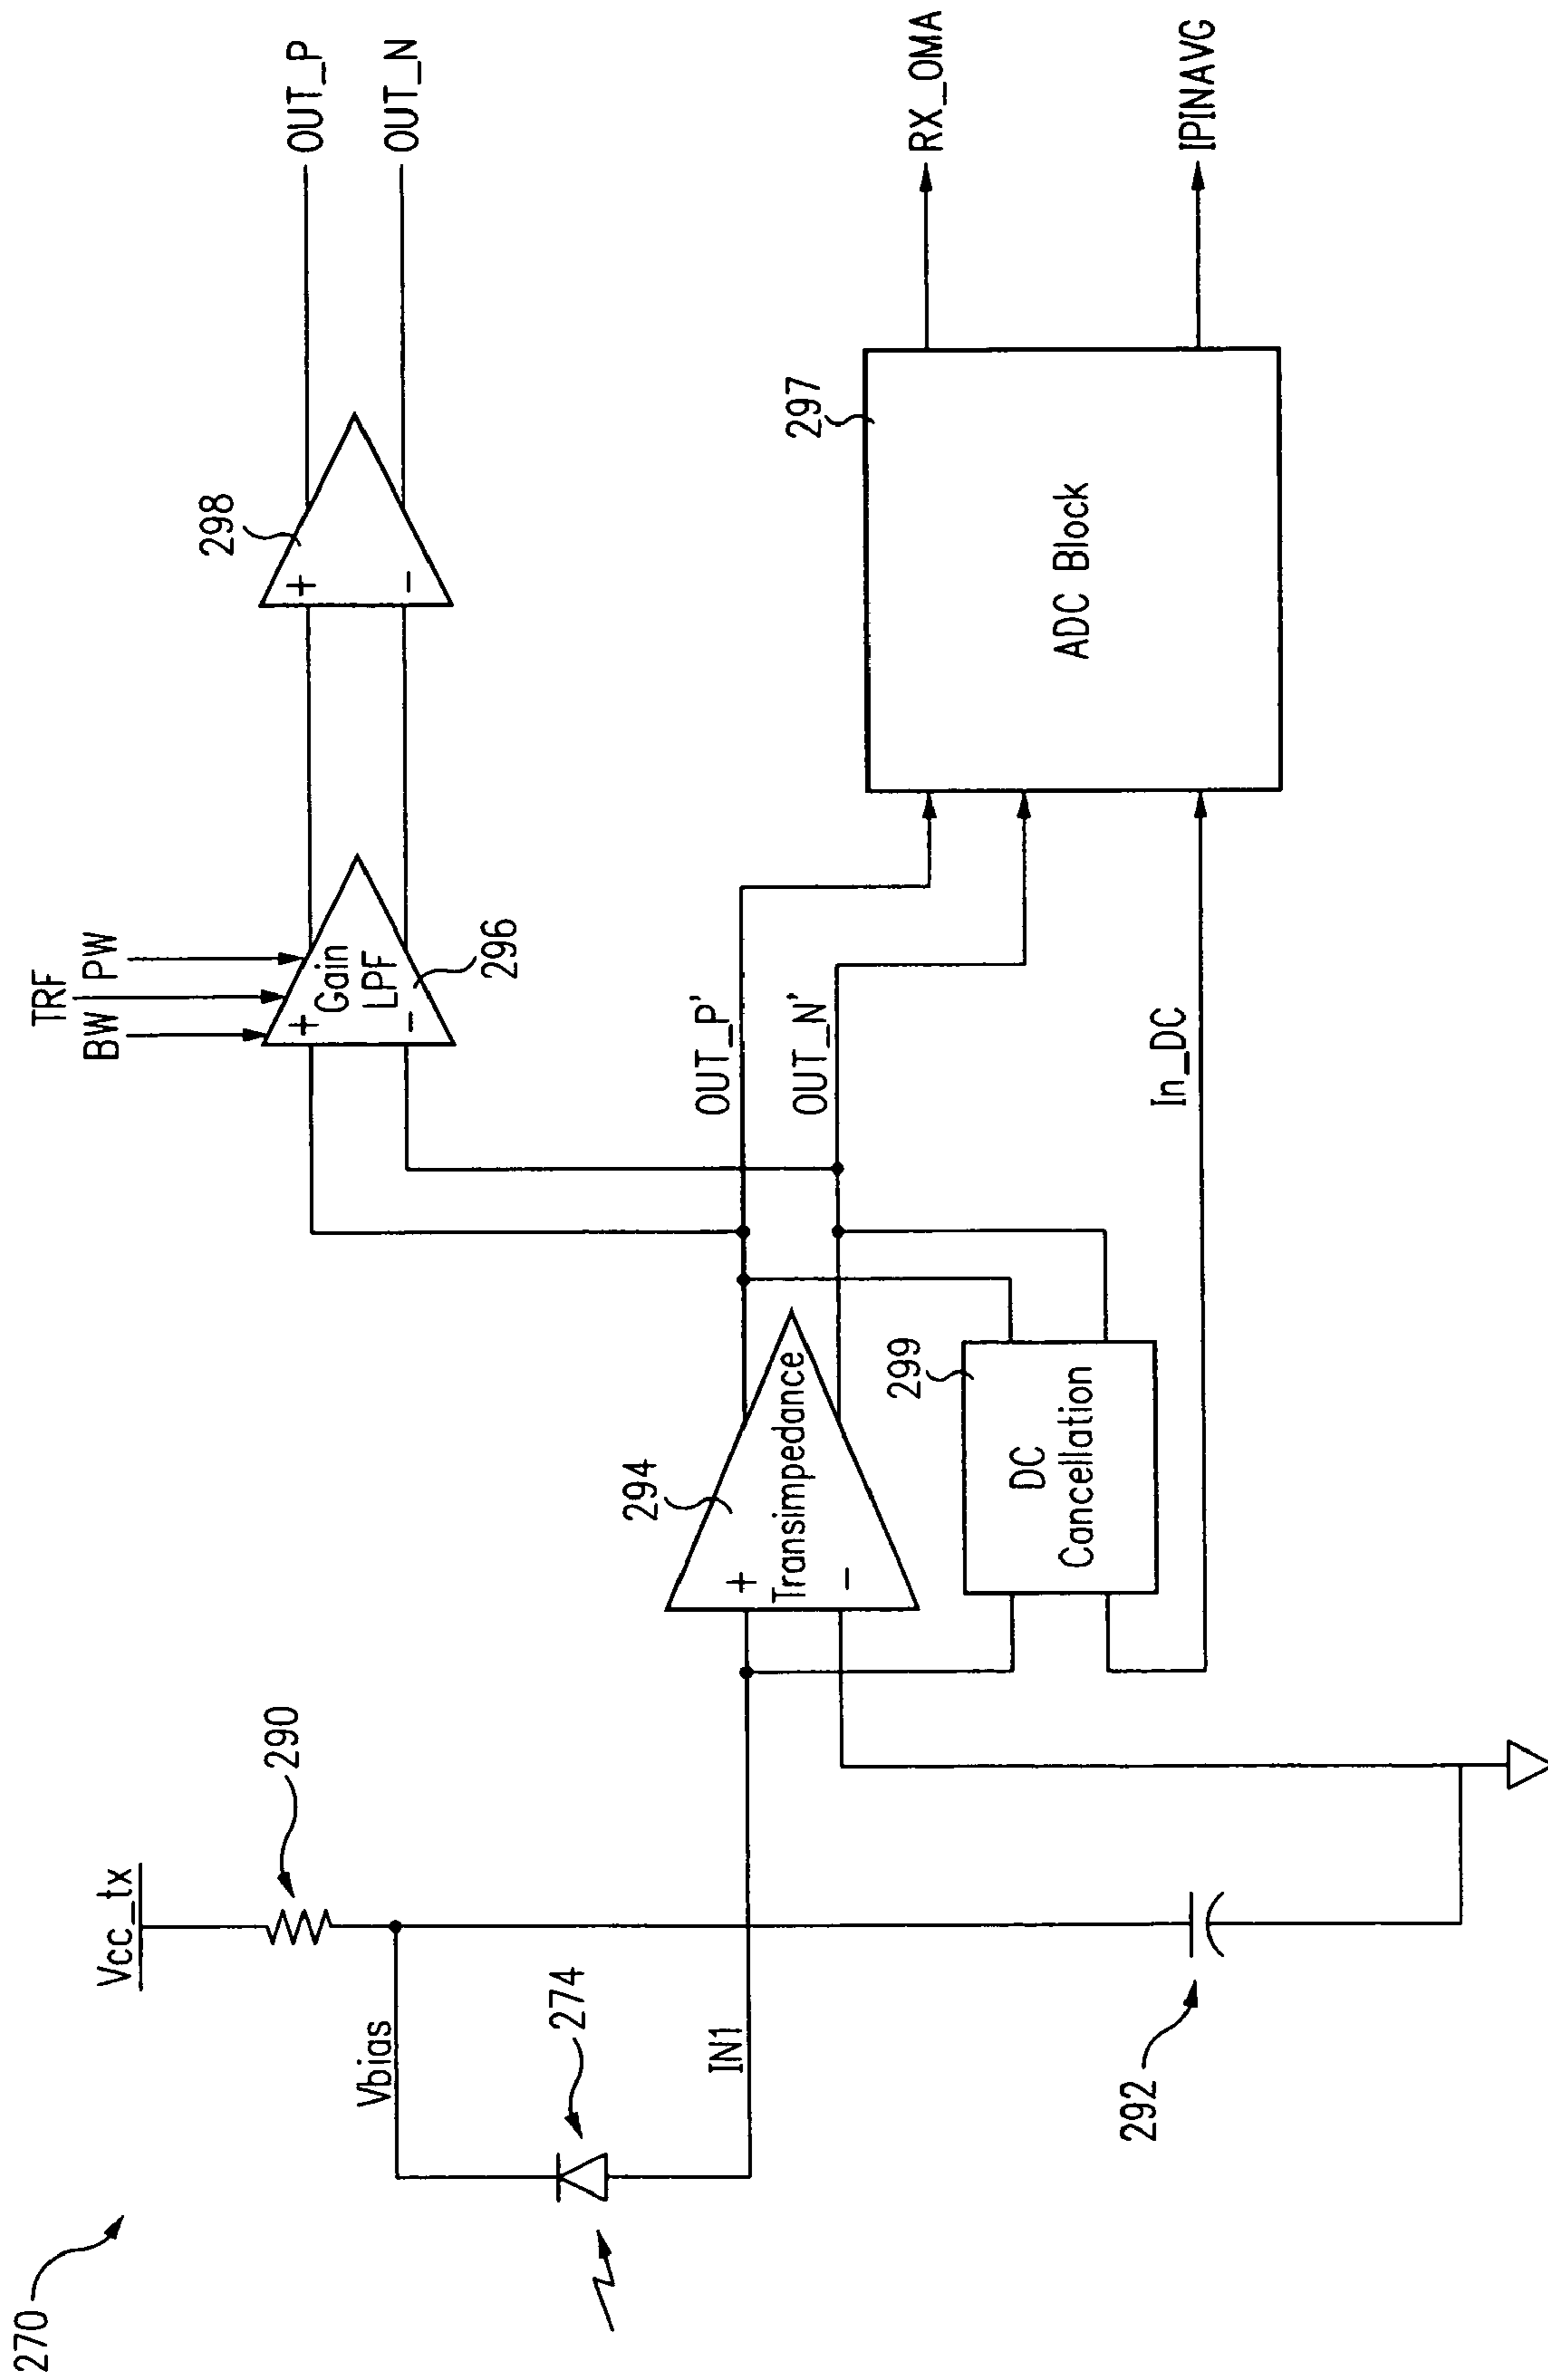 270
Vcc_tx
290
Vbias
274
IN1
292
294
+
Transimpedance
-
299
DC
Cancellation
OUT_P'
OUT_N'
In_DC
TRF
BW
PW
+
Gain
LPF
-
296
298
+
-
OUT_P
OUT_N
297
ADC Block
RX_OMA
IPINAVG